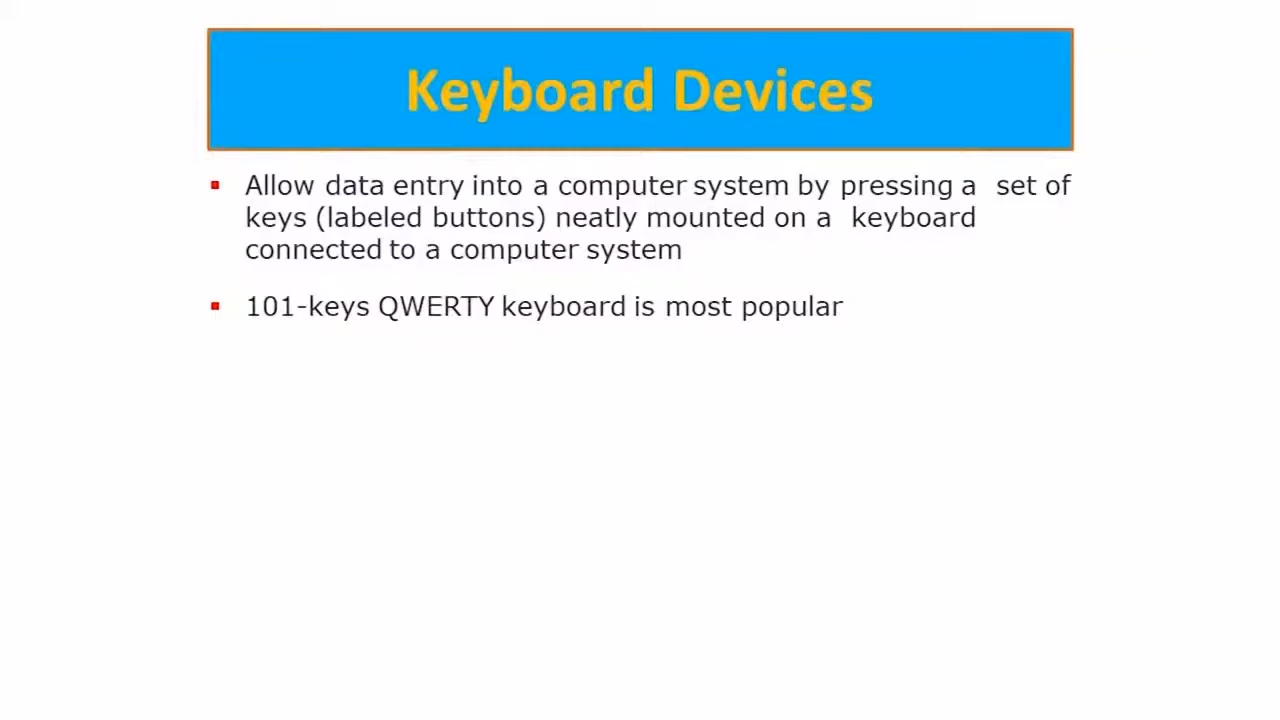 Keyboard Devices
Allow data entry into a computer system by pressing a set of
keys (labeled buttons) neatly mounted on a keyboard
connected to a computer system
101-keys QWERTY keyboard is most popular